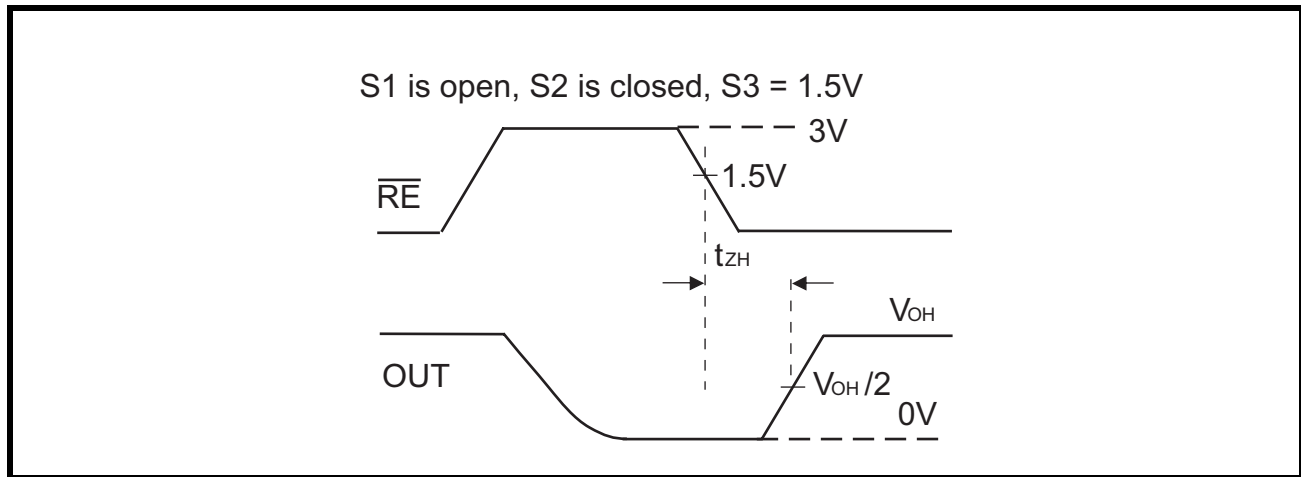 S1 is open, S2 is closed, S3 = 1.5V
3V
1.5V
RE
tZH
VOH
OUT
VOH /2
0V